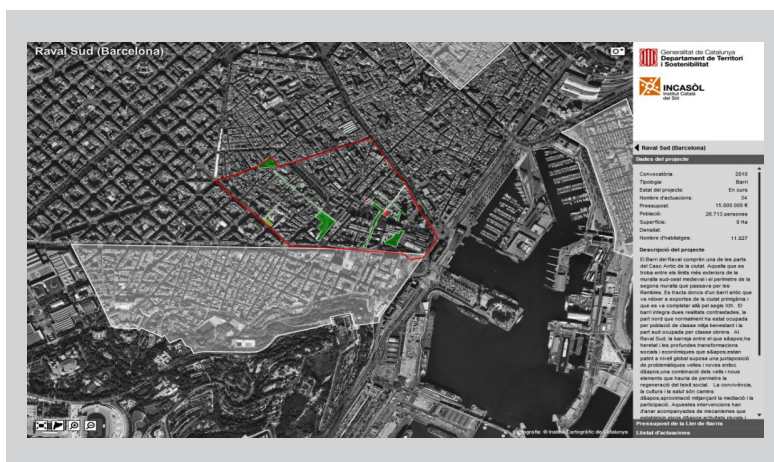 Raval Sud (Barcelona)
Generalitat de Catalunya
Departament de Territori
i Sostenibilitat
INCASÒL
Institut Català
del Sòl
Raval Sud (Barcelona)
Dades del projecte
Convocatòria: 2010
Tipologia: Barri
Estat del projecte: En curs
Nombre d'actuacions: 34
Pressupost: 15.000.000 €
Població: 26.713 persones
Superfície: 0 Ha
Densitat:
Nombre d'habitatges: 11.827
Descripció del projecte
El Barri del Raval comprèn una de les parts
del Casc Antic de la ciutat. Aquella que es
troba entre els límits més exteriors de la
muralla sud-oest medieval i el perímetre de la
segona muralla que passava per les
Rambles. Es tracta doncs d'un barri antic que
va néixer a exportes de la ciutat primigènia i
que es va completar allà pel segle XIX. El
barri integra dues realitats contrastades, la
part nord que normalment ha estat ocupada
per població de classe mitja benestant i la
part sud ocupada per classe obrera. Al
Raval Sud, la barreja entre el que s&apos;ha
heretat i les profundes transformacions
socials i econòmiques que s&apos;estan
patint a nivell global suposa una juxtaposició
de problemàtiques velles i noves enlloc
d&apos;una combinació dels vells i nous
elements que hauria de permetre la
regeneració del teixit social. La convivència,
la cultura i la salut són camins
d&apos;aproximació mitjançant la mediació i la
participació. Aquestes intervencions han
d'anar acompanyades de mecanismes que
Pressupost de la Llei de Barris
Llistat d'actuacions
Cartografia: © Institut Cartogràfic de Catalunya